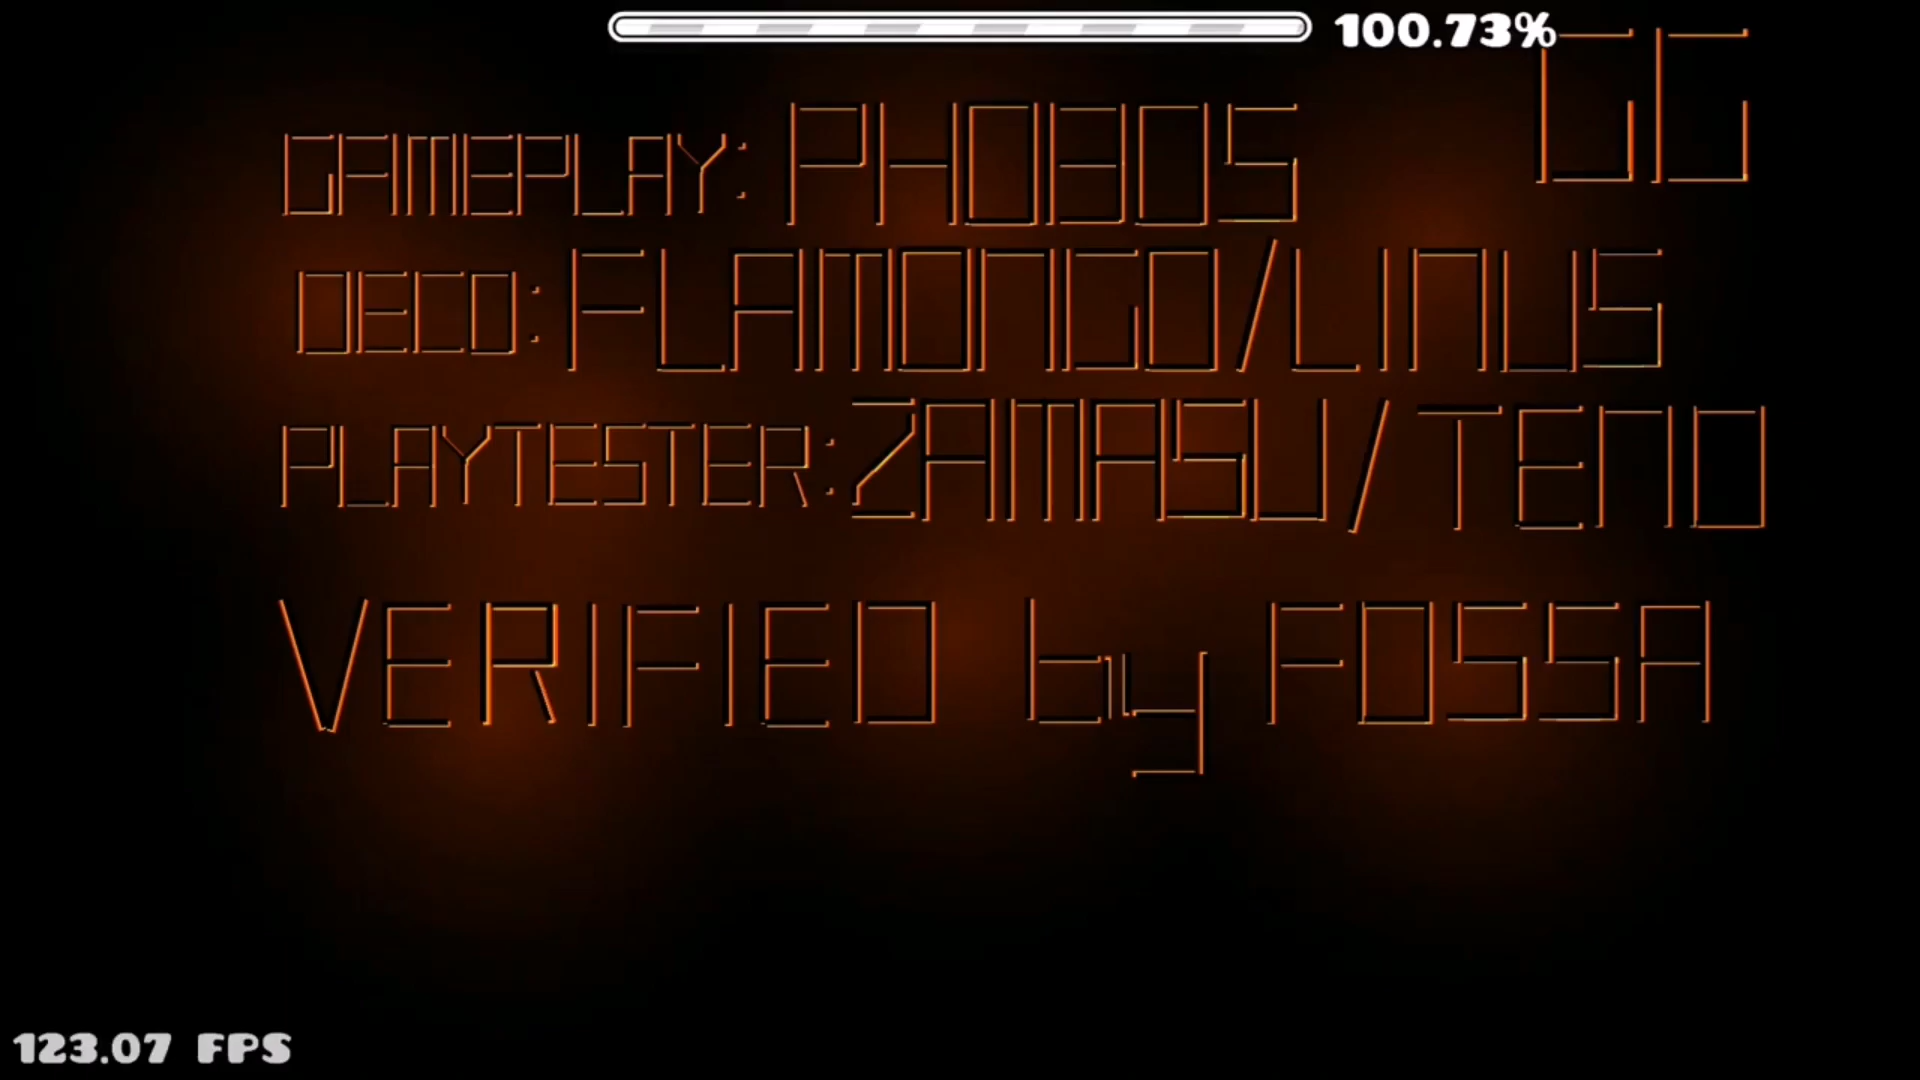 100.73%
GG
GAMEPLAY: PHOBOS
DECO: FLAMONGO/LINUS
PLAYTESTER: ZAMASU/TENO
VERIFIED by FOSSA
123.07 FPS